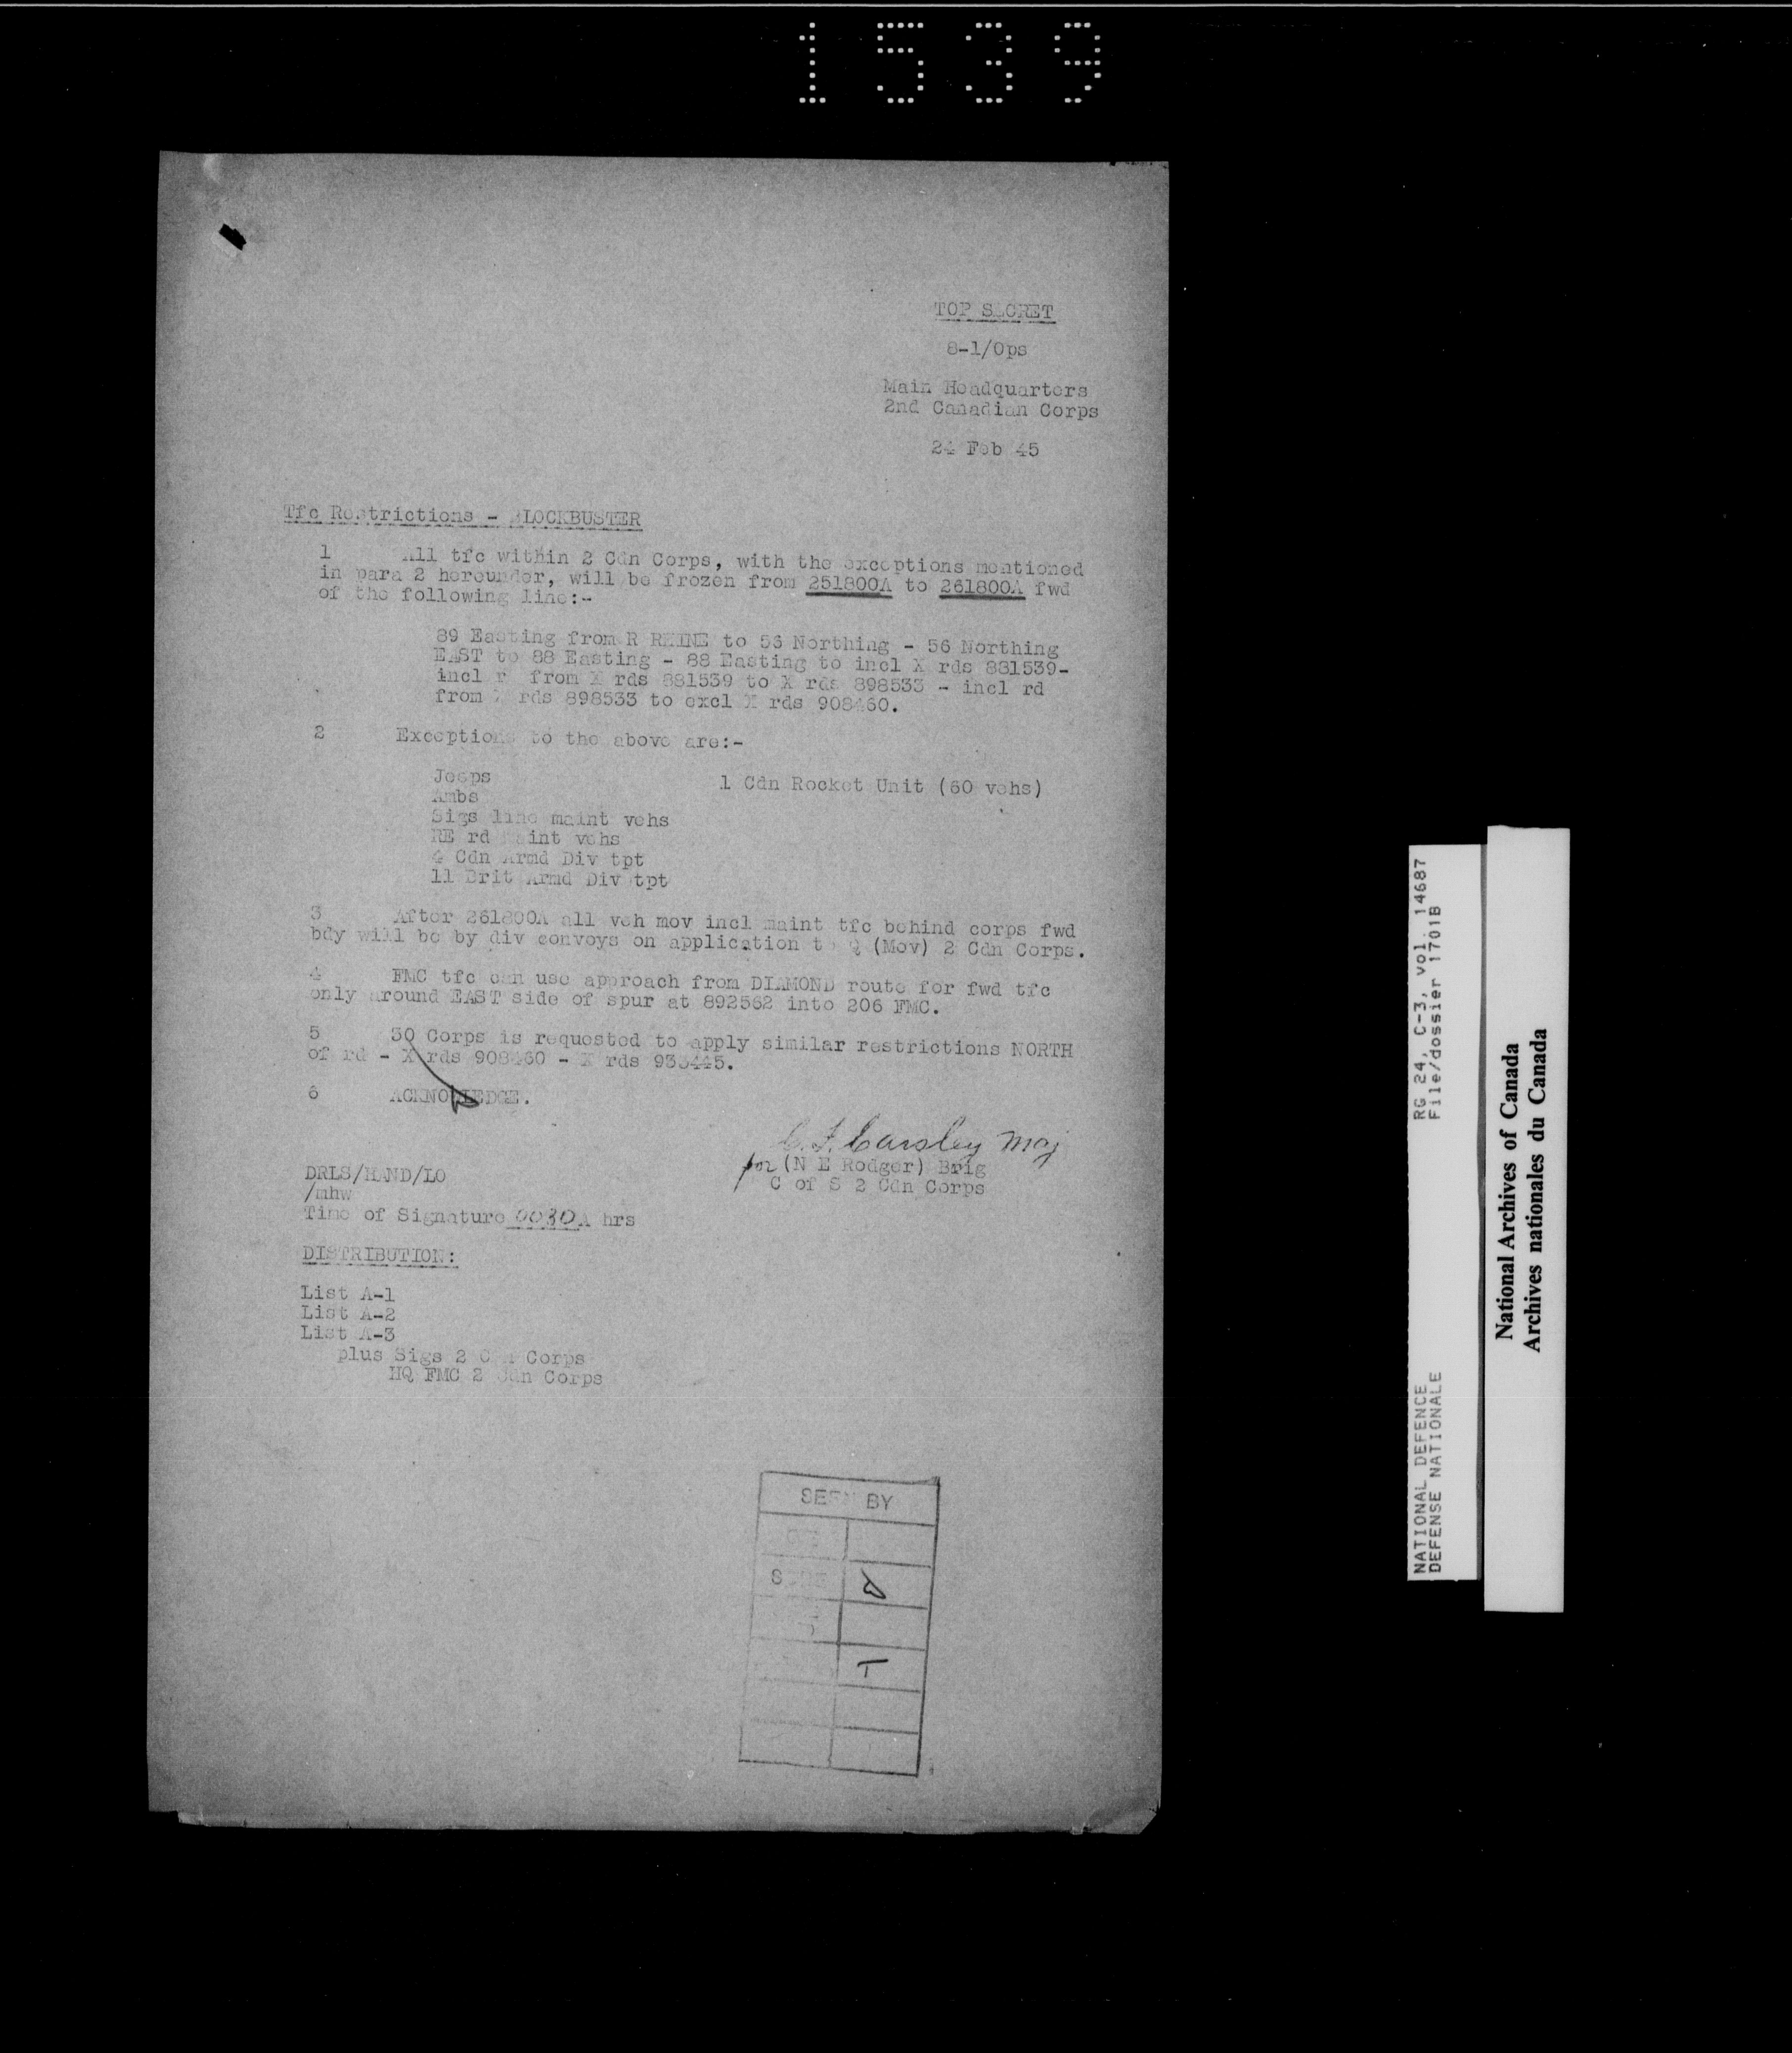 1539
TOP SECRET
8-1/Ops
Main Headquarters
2nd Canadian Corps
24 Feb 45
Tfc Restrictions - BLOCKBUSTER
1 All tfc within 2 Cdn Corps, with the exceptions mentioned
in para 2 hereunder, will be frozen from 251800A to 261800A fwd
of the following line:-
89 Easting from R RHINE to 56 Northing - 56 Northing
EAST to 88 Easting - 88 Easting to incl X rds 881539-
incl r from X rds 881539 to X rds 898533 - incl rd
from X rds 898533 to excl X rds 908460.
2 Exceptions to the above are:-
Jeeps 1 Cdn Rocket Unit (60 vehs)
Ambs
Sigs line maint vehs
RE rd maint vehs
4 Cdn Armd Div tpt
11 Brit Armd Div tpt
3 After 261800A all veh mov incl maint tfc behind corps fwd
bdy will be by div convoys on application to Q (Mov) 2 Cdn Corps.
4 FMC tfc can use approach from DIAMOND route for fwd tfc
only around EAST side of spur at 892562 into 206 FMC.
5 30 Corps is requested to apply similar restrictions NORTH
of rd - X rds 908460 - X rds 933445.
6 ACKNOWLEDGE.
C. F. Carsley Maj
for (N E Rodger) Brig
C of S 2 Cdn Corps
DRLS/HAND/LO
/mhw
Time of Signature 0030A hrs
DISTRIBUTION:
List A-1
List A-2
List A-3
plus Sigs 2 Cdn Corps
HQ FMC 2 Cdn Corps
SEEN BY
NATIONAL DEFENCE RG 24, C-3, vol. 14687
DEFENSE NATIONALE File/dossier 1701B
National Archives of Canada
Archives nationales du Canada